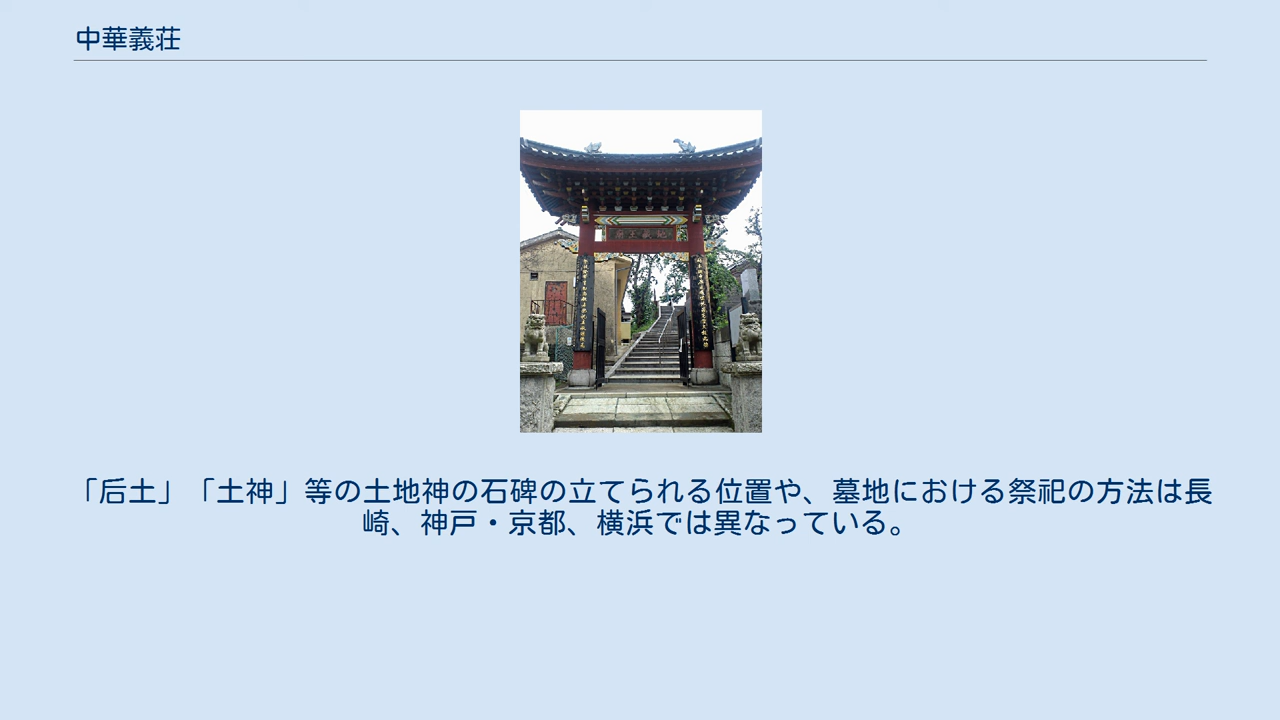 中華義荘
「后土」「土神」等の土地神の石碑の立てられる位置や、墓地における祭祀の方法は長
崎、神戸・京都、横浜では異なっている。